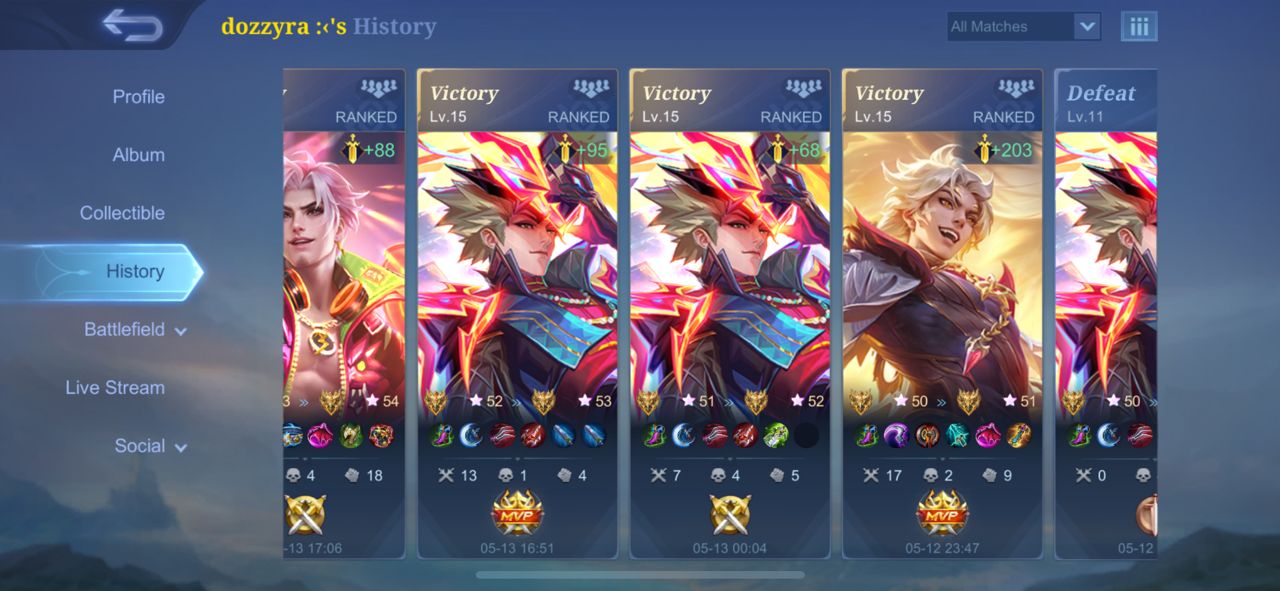 dozzyra :‹'s History
All Matches
Profile
Album
Collectible
History
Battlefield
Live Stream
Social
RANKED
+88
3 » 54
4 18
-13 17:06
Victory
Lv.15
RANKED
+95
52 » 53
13 1 4
MVP
05-13 16:51
Victory
Lv.15
RANKED
+68
51 » 52
7 4 5
05-13 00:04
Victory
Lv.15
RANKED
+203
50 » 51
17 2 9
MVP
05-12 23:47
Defeat
Lv.11
50 »
0
05-12